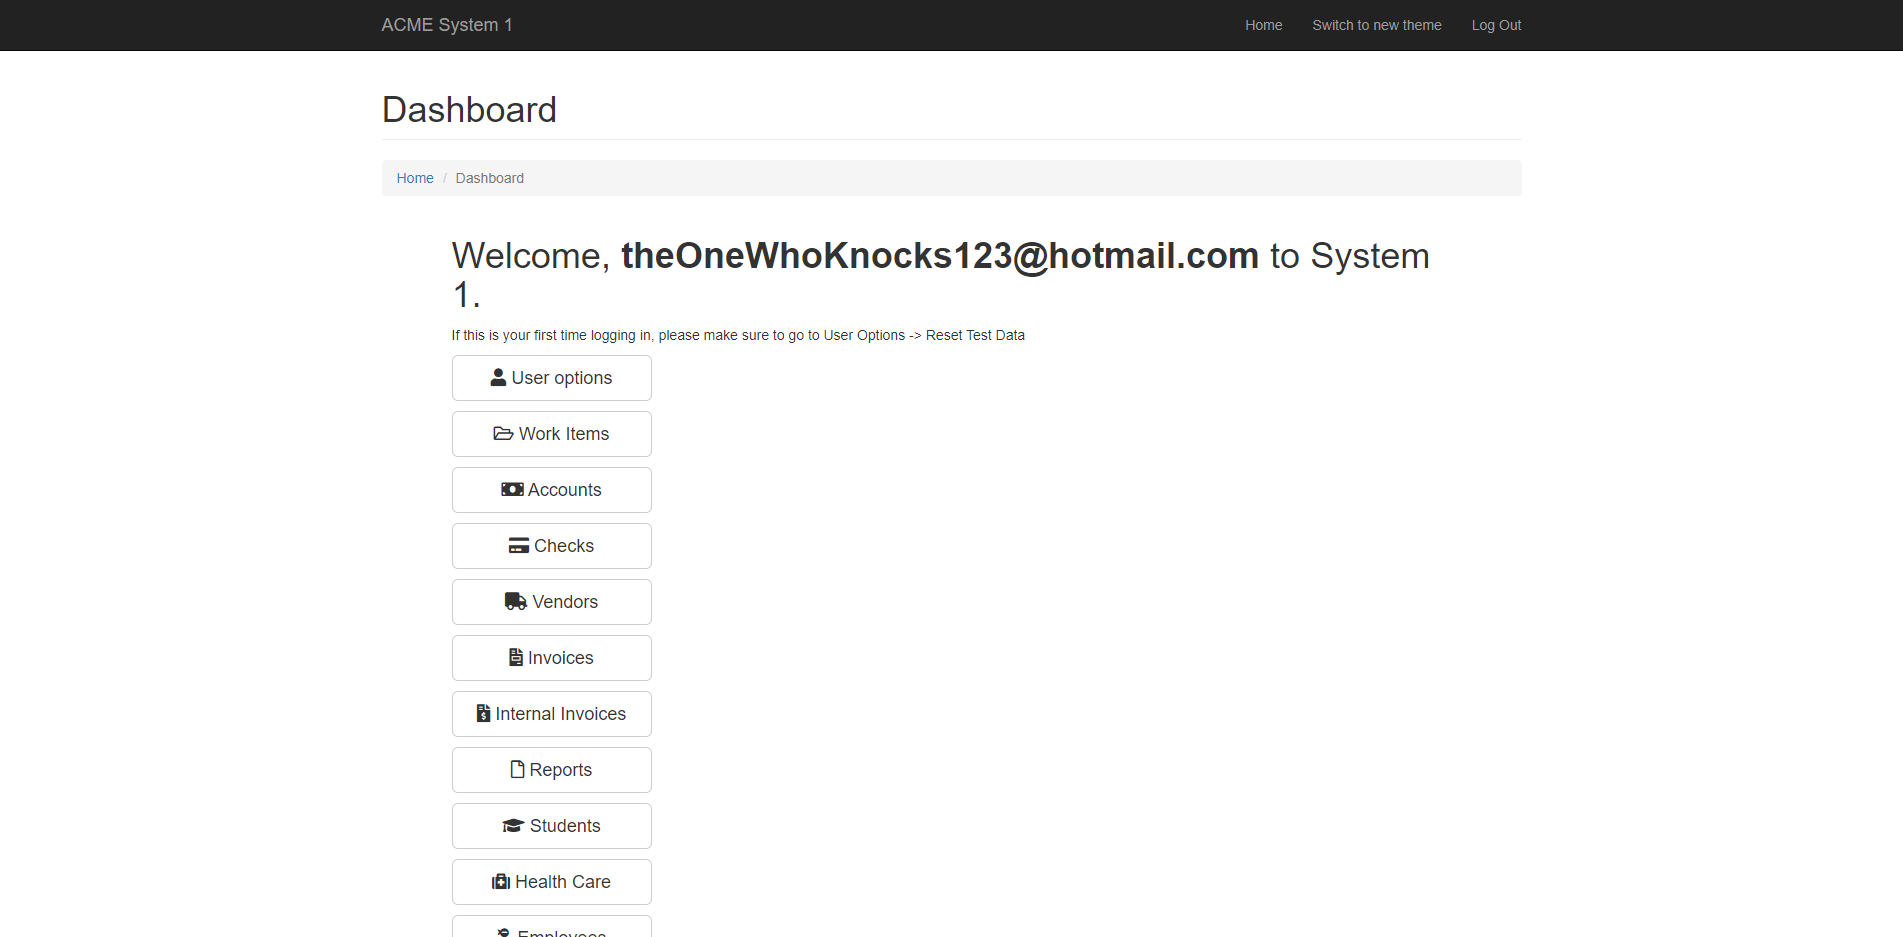 ACME System 1
Home
Switch to new theme
Log Out
Dashboard
Home / Dashboard
Welcome, theOneWhoKnocks123@hotmail.com to System
1.
If this is your first time logging in, please make sure to go to User Options -> Reset Test Data
User options
Work Items
Accounts
Checks
Vendors
Invoices
Internal Invoices
Reports
Students
Health Care
Employees